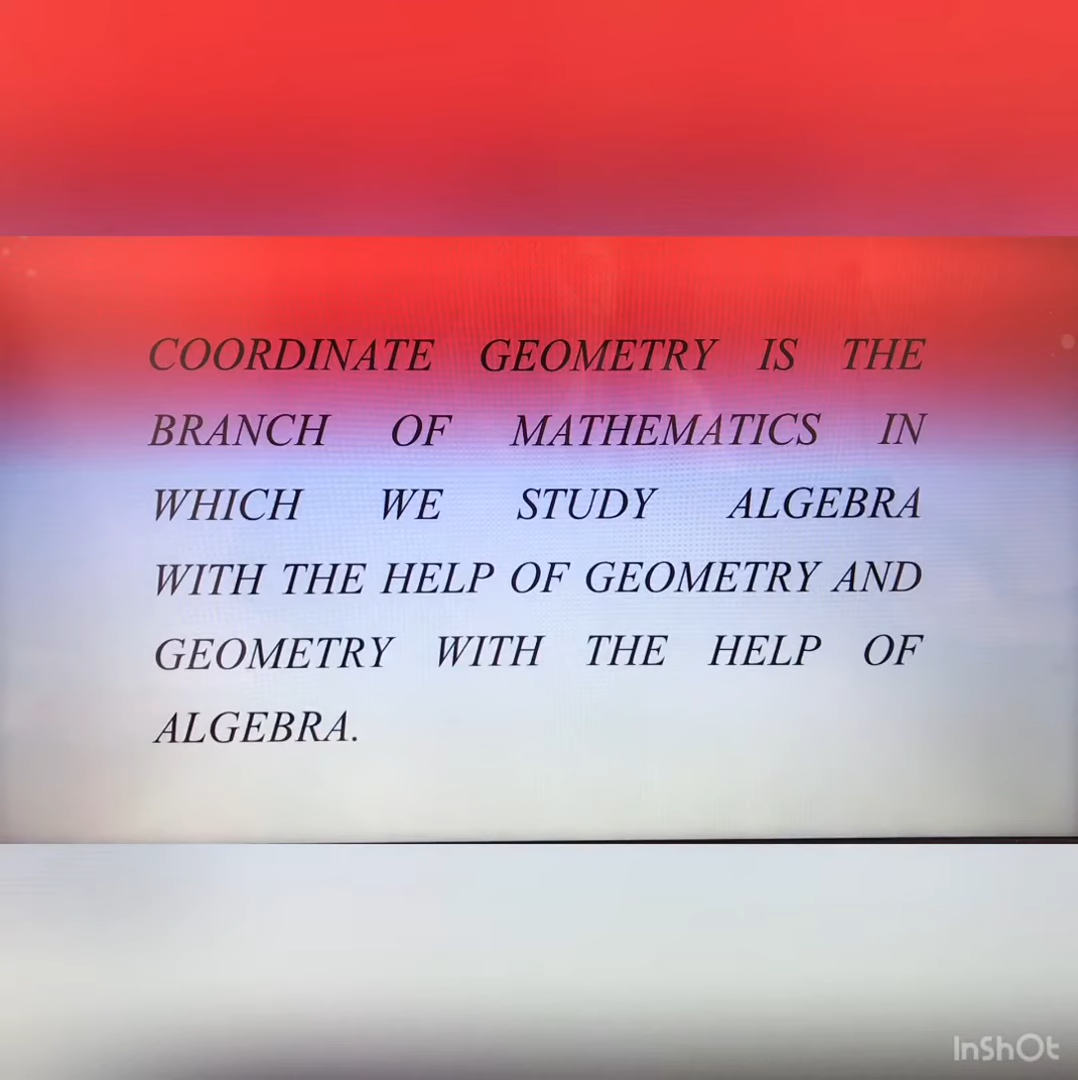 COORDINATE GEOMETRY IS THE
BRANCH OF MATHEMATICS IN
WHICH WE STUDY ALGEBRA
WITH THE HELP OF GEOMETRY AND
GEOMETRY WITH THE HELP OF
ALGEBRA.
InShOt